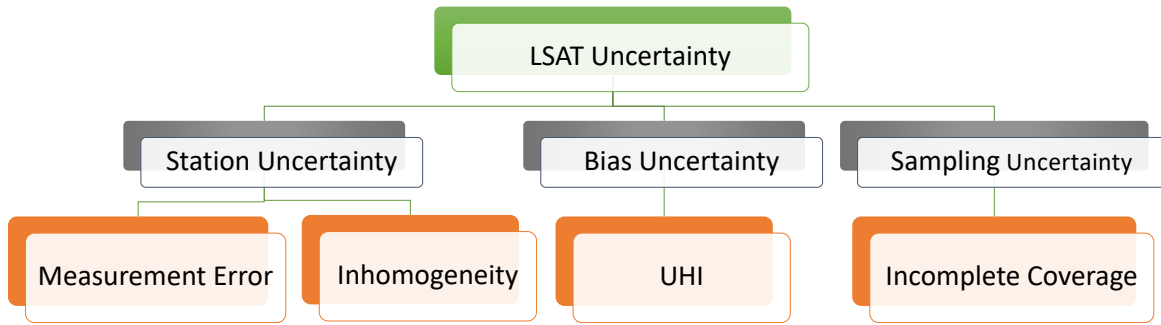 LSAT Uncertainty
Station Uncertainty
Bias Uncertainty
Sampling Uncertainty
Measurement Error
Inhomogeneity
UHI
Incomplete Coverage